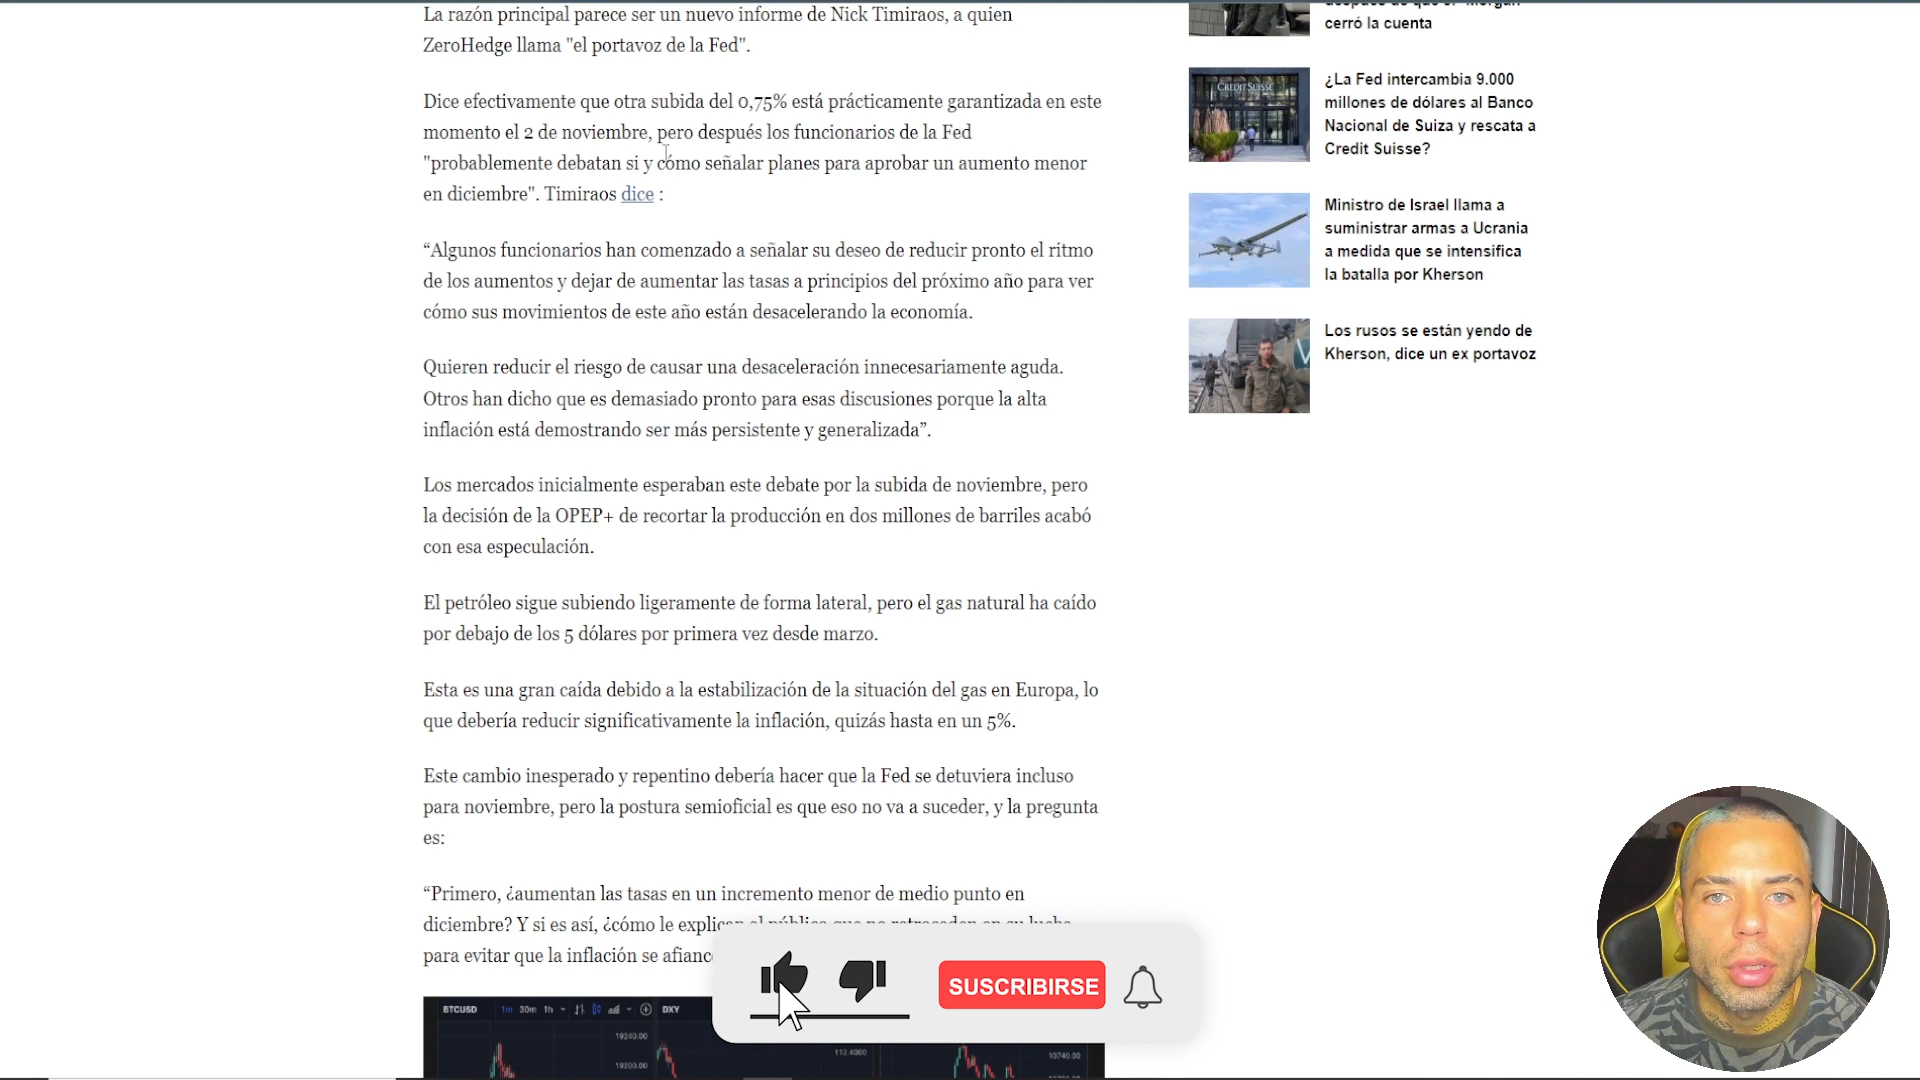 La razón principal parece ser un nuevo informe de Nick Timiraos, a quien
ZeroHedge llama "el portavoz de la Fed".
Dice efectivamente que otra subida del 0,75% está prácticamente garantizada en este
momento el 2 de noviembre, pero después los funcionarios de la Fed
"probablemente debatan si y cómo señalar planes para aprobar un aumento menor
en diciembre". Timiraos dice :
“Algunos funcionarios han comenzado a señalar su deseo de reducir pronto el ritmo
de los aumentos y dejar de aumentar las tasas a principios del próximo año para ver
cómo sus movimientos de este año están desacelerando la economía.
Quieren reducir el riesgo de causar una desaceleración innecesariamente aguda.
Otros han dicho que es demasiado pronto para esas discusiones porque la alta
inflación está demostrando ser más persistente y generalizada”.
Los mercados inicialmente esperaban este debate por la subida de noviembre, pero
la decisión de la OPEP+ de recortar la producción en dos millones de barriles acabó
con esa especulación.
El petróleo sigue subiendo ligeramente de forma lateral, pero el gas natural ha caído
por debajo de los 5 dólares por primera vez desde marzo.
Esta es una gran caída debido a la estabilización de la situación del gas en Europa, lo
que debería reducir significativamente la inflación, quizás hasta en un 5%.
Este cambio inesperado y repentino debería hacer que la Fed se detuviera incluso
para noviembre, pero la postura semioficial es que eso no va a suceder, y la pregunta
es:
“Primero, ¿aumentan las tasas en un incremento menor de medio punto en
diciembre? Y si es así, ¿cómo le explican al público que no retroceden en su lucha
para evitar que la inflación se
BTCUSD 1m 30m 1h DXY
19240.00
19200.00
112.4000
10740.00
cerró la cuenta
CREDIT SUISSE
¿La Fed intercambia 9.000
millones de dólares al Banco
Nacional de Suiza y rescata a
Credit Suisse?
Ministro de Israel llama a
suministrar armas a Ucrania
a medida que se intensifica
la batalla por Kherson
Los rusos se están yendo de
Kherson, dice un ex portavoz
SUSCRIBIRSE